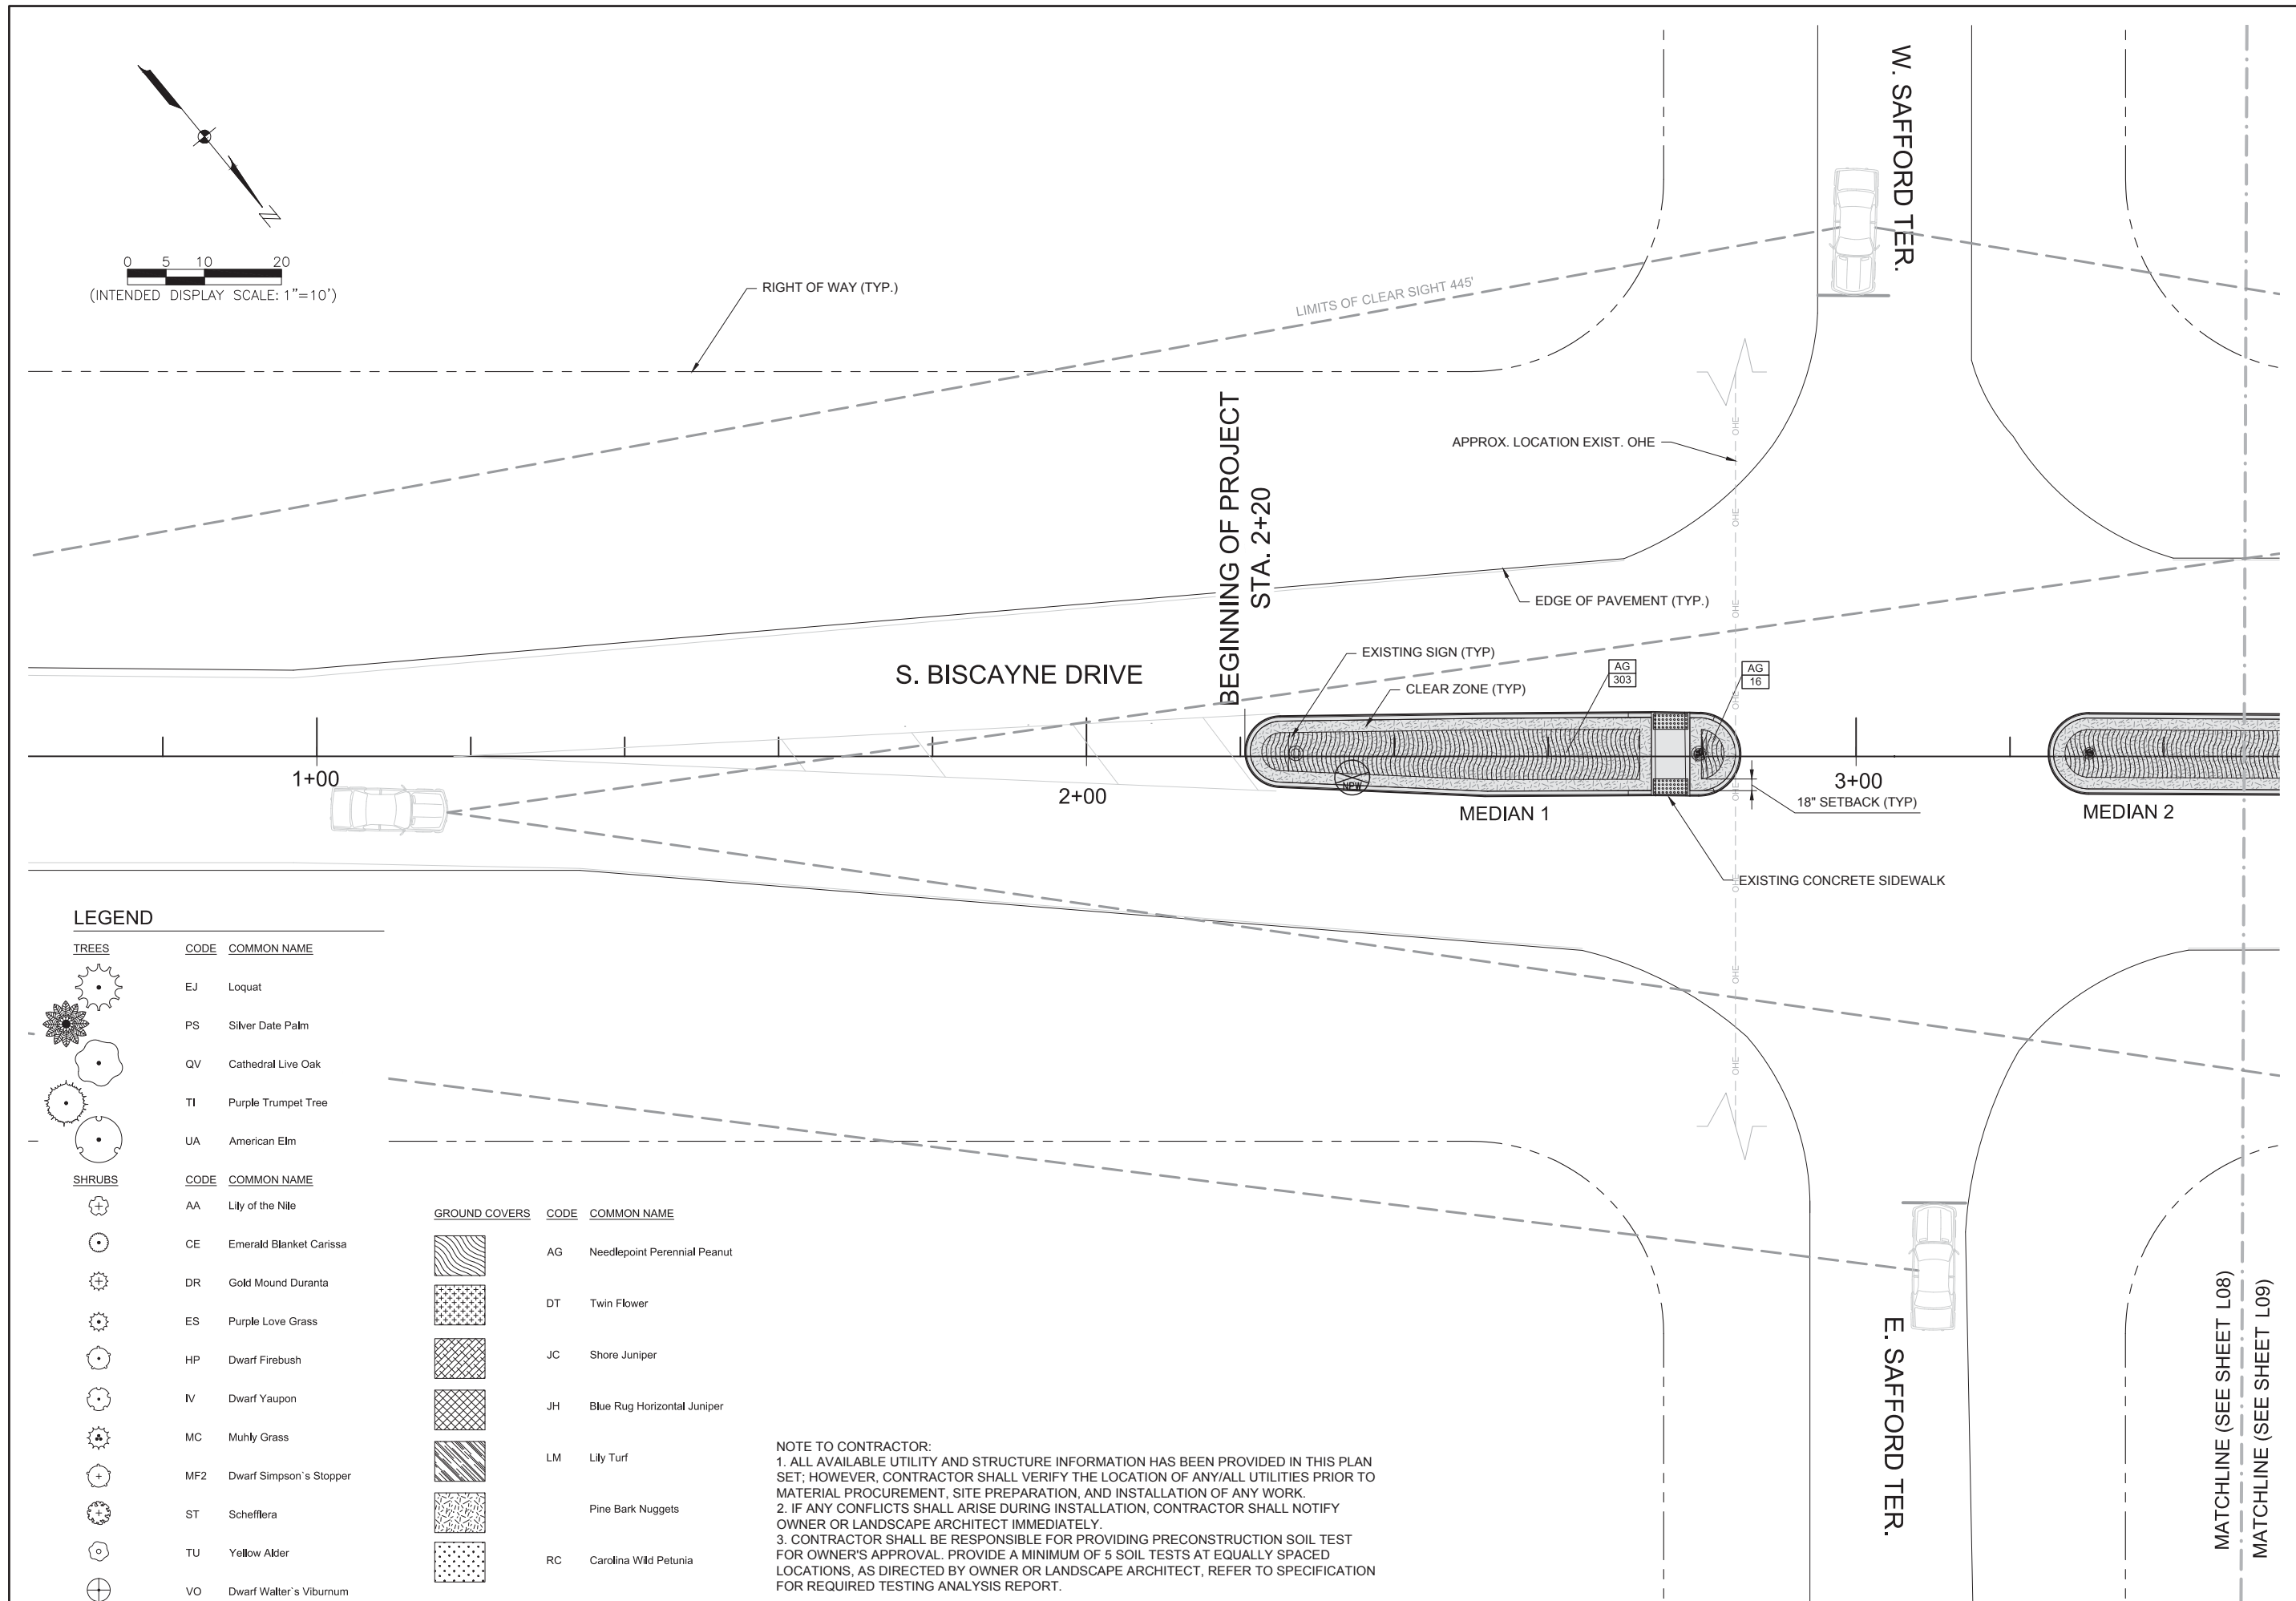 W. SAFFORD TER.
N
0 5 10 20
(INTENDED DISPLAY SCALE: 1"=10')
RIGHT OF WAY (TYP.)
LIMITS OF CLEAR SIGHT 445'
BEGINNING OF PROJECT
STA. 2+20
APPROX. LOCATION EXIST. OHE
OHE
OHE
OHE
OHE
OHE
OHE
OHE
OHE
EDGE OF PAVEMENT (TYP.)
S. BISCAYNE DRIVE
EXISTING SIGN (TYP)
CLEAR ZONE (TYP)
AG
303
AG
16
1+00
2+00
3+00
NPW
MEDIAN 1
18" SETBACK (TYP)
MEDIAN 2
EXISTING CONCRETE SIDEWALK
LEGEND
TREES CODE COMMON NAME
EJ Loquat
PS Silver Date Palm
QV Cathedral Live Oak
TI Purple Trumpet Tree
UA American Elm
SHRUBS CODE COMMON NAME
AA Lily of the Nile
CE Emerald Blanket Carissa
DR Gold Mound Duranta
ES Purple Love Grass
HP Dwarf Firebush
IV Dwarf Yaupon
MC Muhly Grass
MF2 Dwarf Simpson`s Stopper
ST Schefflera
TU Yellow Alder
VO Dwarf Walter`s Viburnum
GROUND COVERS CODE COMMON NAME
AG Needlepoint Perennial Peanut
DT Twin Flower
JC Shore Juniper
JH Blue Rug Horizontal Juniper
LM Lily Turf
Pine Bark Nuggets
RC Carolina Wild Petunia
NOTE TO CONTRACTOR:
1. ALL AVAILABLE UTILITY AND STRUCTURE INFORMATION HAS BEEN PROVIDED IN THIS PLAN
SET; HOWEVER, CONTRACTOR SHALL VERIFY THE LOCATION OF ANY/ALL UTILITIES PRIOR TO
MATERIAL PROCUREMENT, SITE PREPARATION, AND INSTALLATION OF ANY WORK.
2. IF ANY CONFLICTS SHALL ARISE DURING INSTALLATION, CONTRACTOR SHALL NOTIFY
OWNER OR LANDSCAPE ARCHITECT IMMEDIATELY.
3. CONTRACTOR SHALL BE RESPONSIBLE FOR PROVIDING PRECONSTRUCTION SOIL TEST
FOR OWNER'S APPROVAL. PROVIDE A MINIMUM OF 5 SOIL TESTS AT EQUALLY SPACED
LOCATIONS, AS DIRECTED BY OWNER OR LANDSCAPE ARCHITECT, REFER TO SPECIFICATION
FOR REQUIRED TESTING ANALYSIS REPORT.
E. SAFFORD TER.
MATCHLINE (SEE SHEET L08)
MATCHLINE (SEE SHEET L09)